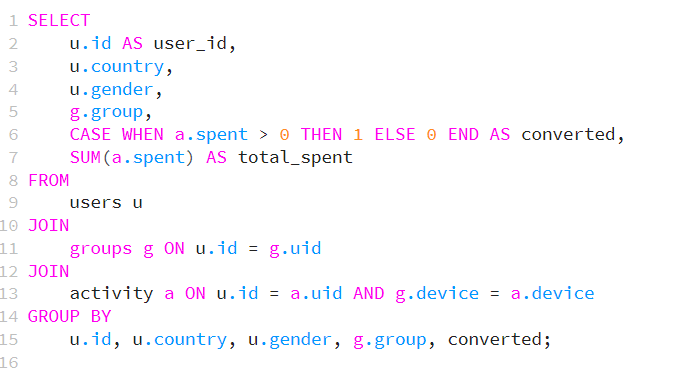 1 SELECT
2     u.id AS user_id,
3     u.country,
4     u.gender,
5     g.group,
6     CASE WHEN a.spent > 0 THEN 1 ELSE 0 END AS converted,
7     SUM(a.spent) AS total_spent
8 FROM
9     users u
10 JOIN
11     groups g ON u.id = g.uid
12 JOIN
13     activity a ON u.id = a.uid AND g.device = a.device
14 GROUP BY
15     u.id, u.country, u.gender, g.group, converted;
16